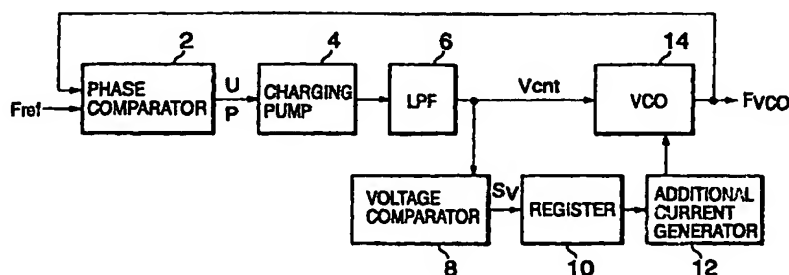 2
4
6
14
PHASE
COMPARATOR
U
P
CHARGING
PUMP
LPF
Vcnt
VCO
FVCO
Fref
VOLTAGE
COMPARATOR
SV
REGISTER
ADDITIONAL
CURRENT
GENERATOR
8
10
12